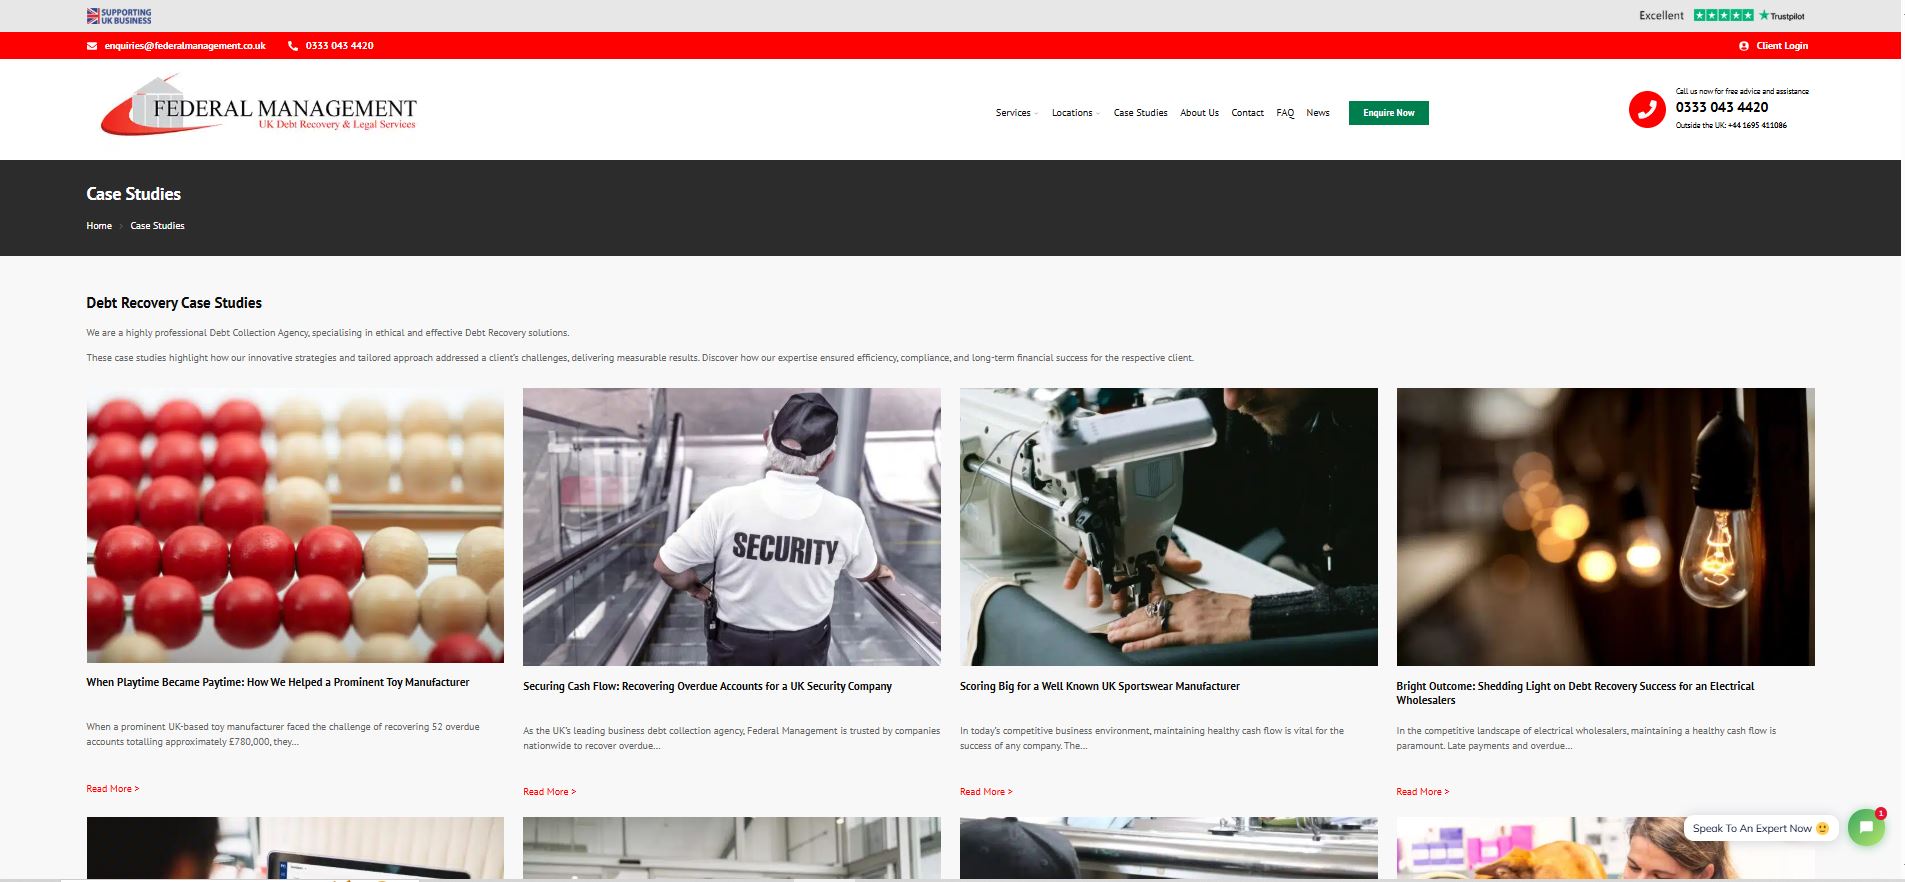 SUPPORTING
UK BUSINESS
Excellent
Trustpilot
enquiries@federalmanagement.co.uk
0333 043 4420
Client Login
FEDERAL MANAGEMENT
UK Debt Recovery & Legal Services
Services
Locations
Case Studies
About Us
Contact
FAQ
News
Enquire Now
Call us now for free advice and assistance
0333 043 4420
Outside the UK: +44 1695 411086
Case Studies
Home > Case Studies
Debt Recovery Case Studies
We are a highly professional Debt Collection Agency, specialising in ethical and effective Debt Recovery solutions.
These case studies highlight how our innovative strategies and tailored approach addressed a client's challenges, delivering measurable results. Discover how our expertise ensured efficiency, compliance, and long-term financial success for the respective client.
SECURITY
When Playtime Became Paytime: How We Helped a Prominent Toy Manufacturer
When a prominent UK-based toy manufacturer faced the challenge of recovering 52 overdue
accounts totalling approximately £780,000, they...
Read More >
Securing Cash Flow: Recovering Overdue Accounts for a UK Security Company
As the UK's leading business debt collection agency, Federal Management is trusted by companies
nationwide to recover overdue...
Read More >
Scoring Big for a Well Known UK Sportswear Manufacturer
In today's competitive business environment, maintaining healthy cash flow is vital for the
success of any company. The...
Read More >
Bright Outcome: Shedding Light on Debt Recovery Success for an Electrical
Wholesalers
In the competitive landscape of electrical wholesalers, maintaining a healthy cash flow is
paramount. Late payments and overdue...
Read More >
Speak To An Expert Now 🙂
1